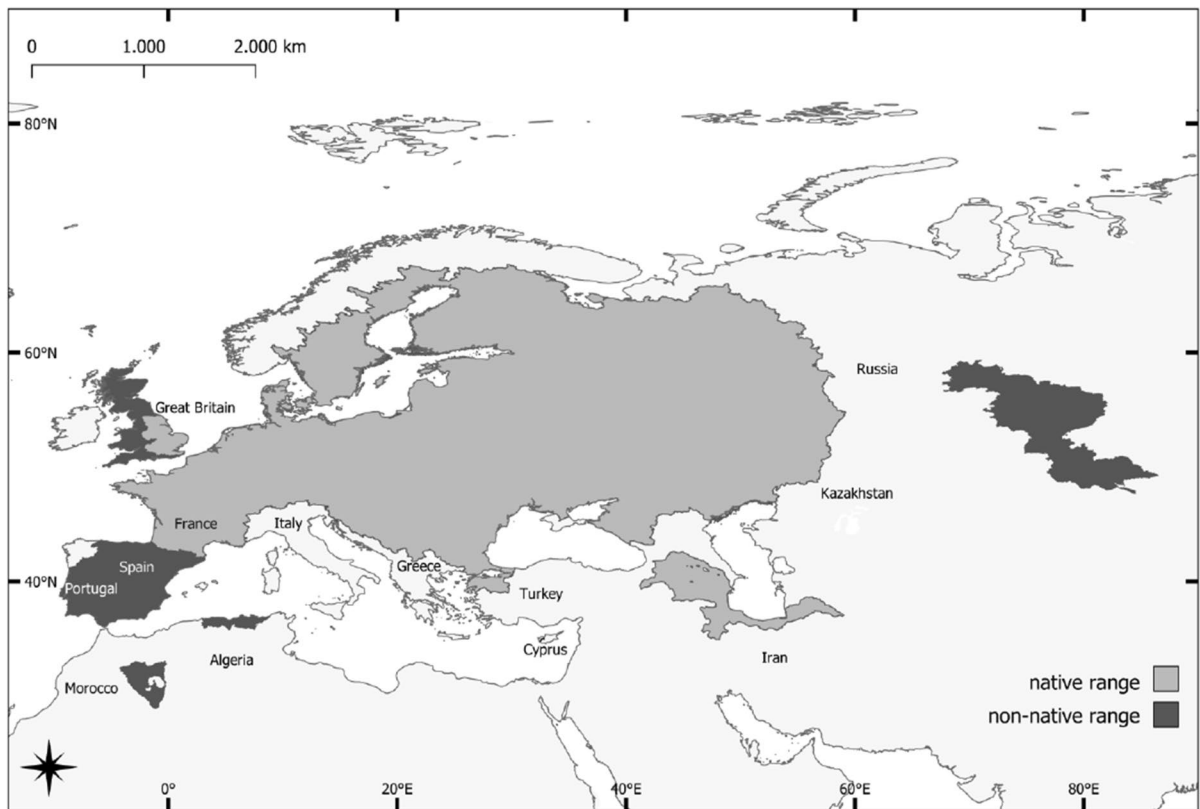 0 1.000 2.000 km
80°N
60°N
Russia
Great Britain
Kazakhstan
France
Italy
Spain
Greece
40°N
Portugal
Turkey
Cyprus
Algeria
Iran
Morocco
native range
non-native range
0° 20°E 40°E 60°E 80°E